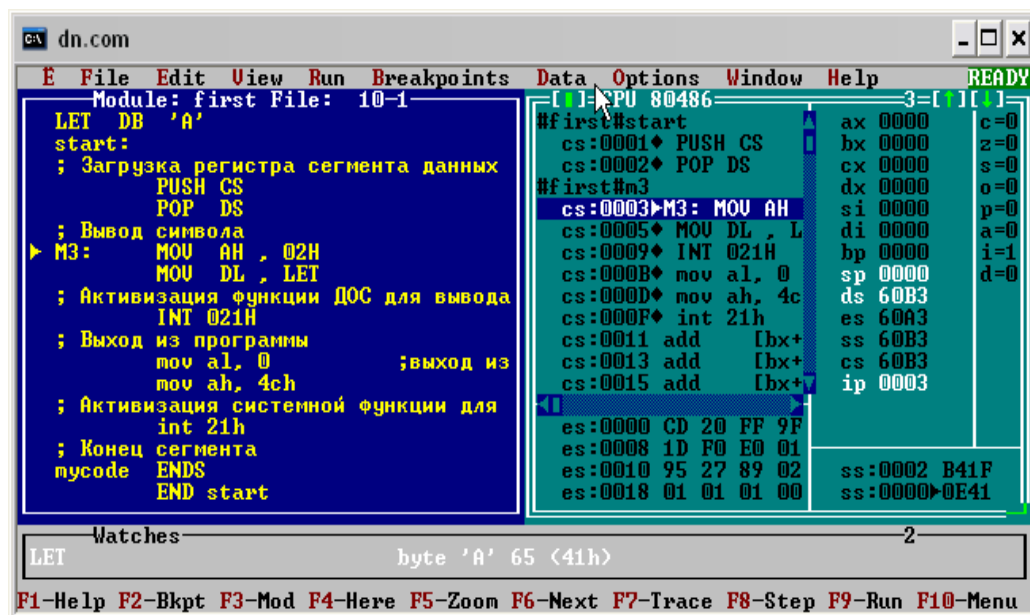 dn.com
Ё File Edit View Run Breakpoints Data Options Window Help READY
Module: first File: 10-1
LET DB 'A'
start:
; Загрузка регистра сегмента данных
PUSH CS
POP DS
; Вывод символа
M3: MOV AH , 02H
MOV DL , LET
; Активизация функции ДОС для вывода
INT 021H
; Выход из программы
mov al, 0 ;выход из
mov ah, 4ch
; Активизация системной функции для
int 21h
; Конец сегмента
mycode ENDS
END start
[ ]=CPU 80486 3=[↑][↓]
#first#start
cs:0001♦ PUSH CS
cs:0002♦ POP DS
#first#m3
cs:0003►M3: MOV AH
cs:0005♦ MOV DL , L
cs:0009♦ INT 021H
cs:000B♦ mov al, 0
cs:000D♦ mov ah, 4c
cs:000F♦ int 21h
cs:0011 add [bx+
cs:0013 add [bx+
cs:0015 add [bx+
es:0000 CD 20 FF 9F
es:0008 1D F0 E0 01
es:0010 95 27 89 02
es:0018 01 01 01 00
ax 0000
bx 0000
cx 0000
dx 0000
si 0000
di 0000
bp 0000
sp 0000
ds 60B3
es 60A3
ss 60B3
cs 60B3
ip 0003
c=0
z=0
s=0
o=0
p=0
a=0
i=1
d=0
ss:0002 B41F
ss:0000►0E41
Watches 2
LET byte 'A' 65 (41h)
F1-Help F2-Bkpt F3-Mod F4-Here F5-Zoom F6-Next F7-Trace F8-Step F9-Run F10-Menu